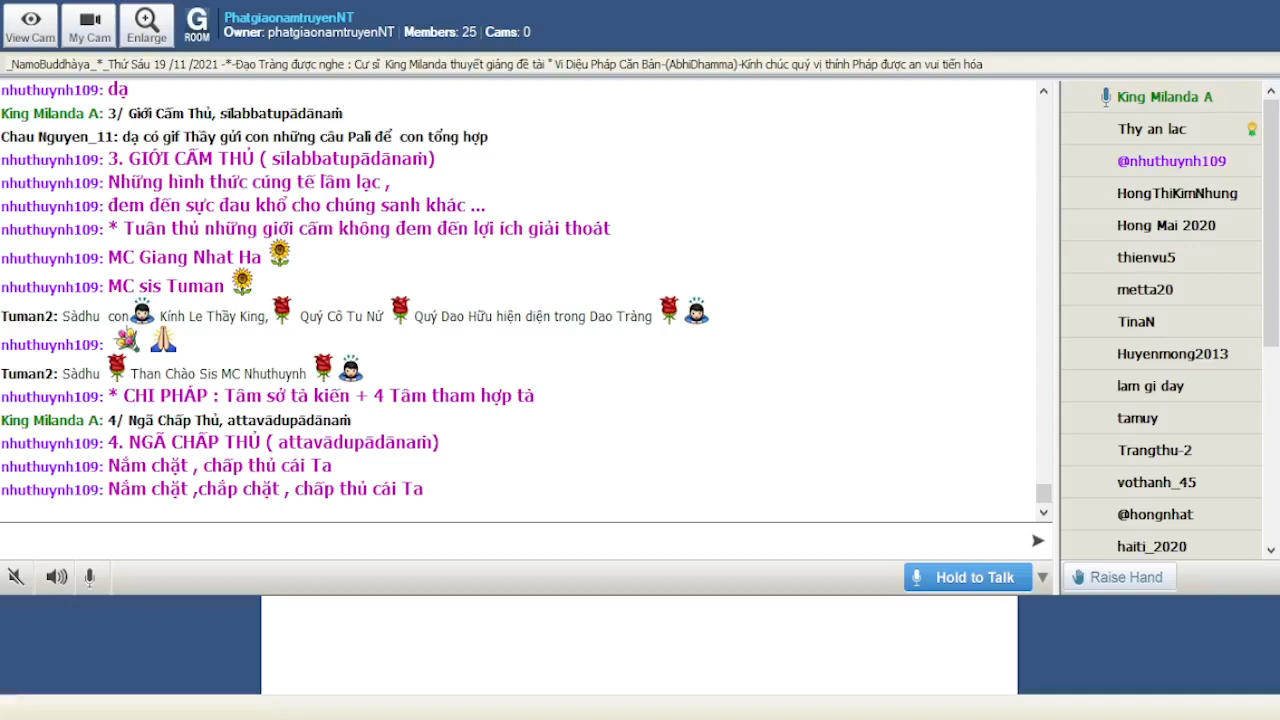 View Cam
My Cam
Enlarge
G ROOM
PhatgiaonamtruyenNT
Owner: phatgiaonamtruyenNT | Members: 25 | Cams: 0
_NamoBuddhàya_*_Thứ Sáu 19 /11 /2021 -*-Đạo Tràng được nghe : Cư sĩ King Milanda thuyết giảng đề tài " Vi Diệu Pháp Căn Bản-(AbhiDhamma)-Kính chúc quý vị thính Pháp được an vui tiến hóa
nhuthuynh109: dạ
King Milanda A: 3/ Giới Cấm Thủ, sīlabbatupādānaṁ
Chau Nguyen_11: dạ có gif Thầy gửi con những câu Pali để con tổng hợp
nhuthuynh109: 3. GIỚI CẤM THỦ ( sīlabbatupādānaṁ)
nhuthuynh109: Những hình thức cúng tế lầm lạc ,
nhuthuynh109: đem đến sực đau khổ cho chúng sanh khác ...
nhuthuynh109: * Tuân thủ những giới cấm không đem đến lợi ích giải thoát
nhuthuynh109: MC Giang Nhat Ha
nhuthuynh109: MC sis Tuman
Tuman2: Sàdhu con Kính Le Thầy King, Quý Cô Tu Nứ Quý Dao Hữu hiện diện trong Dao Tràng
nhuthuynh109:
Tuman2: Sàdhu Than Chào Sis MC Nhuthuynh
nhuthuynh109: * CHI PHÁP : Tâm sở tà kiến + 4 Tâm tham hợp tà
King Milanda A: 4/ Ngã Chấp Thủ, attavādupādānaṁ
nhuthuynh109: 4. NGÃ CHẤP THỦ ( attavādupādānaṁ)
nhuthuynh109: Nắm chặt , chấp thủ cái Ta
nhuthuynh109: Nắm chặt ,chắp chặt , chấp thủ cái Ta
Hold to Talk
King Milanda A
Thy an lac
@nhuthuynh109
HongThiKimNhung
Hong Mai 2020
thienvu5
metta20
TinaN
Huyenmong2013
lam gi day
tamuy
Trangthu-2
vothanh_45
@hongnhat
haiti_2020
Raise Hand